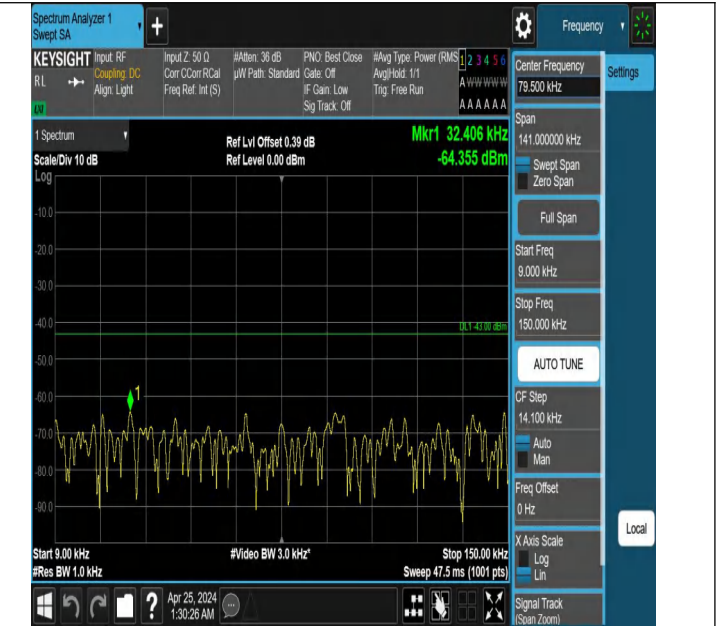 Spectrum Analyzer 1
Swept SA
+
Frequency
KEYSIGHT
RL
LXI
Input: RF
Coupling: DC
Align: Light
Input Z: 50 Ω
Corr CCorr RCal
Freq Ref: Int (S)
#Atten: 36 dB
µW Path: Standard
PNO: Best Close
Gate: Off
IF Gain: Low
Sig Track: Off
#Avg Type: Power (RMS
Avg|Hold: 1/1
Trig: Free Run
1 2 3 4 5 6
A W W W W W
A A A A A A
1 Spectrum
Scale/Div 10 dB
Log
Ref Lvl Offset 0.39 dB
Ref Level 0.00 dBm
Mkr1 32.406 kHz
-64.355 dBm
-10.0
-20.0
-30.0
-40.0
DL1 -43.00 dBm
-50.0
-60.0
1
-70.0
-80.0
-90.0
Start 9.00 kHz
#Video BW 3.0 kHz*
Stop 150.00 kHz
#Res BW 1.0 kHz
Sweep 47.5 ms (1001 pts)
Center Frequency
79.500 kHz
Settings
Span
141.000000 kHz
Swept Span
Zero Span
Full Span
Start Freq
9.000 kHz
Stop Freq
150.000 kHz
AUTO TUNE
CF Step
14.100 kHz
Auto
Man
Freq Offset
0 Hz
X Axis Scale
Log
Lin
Local
Signal Track
(Span Zoom)
?
Apr 25, 2024
1:30:26 AM